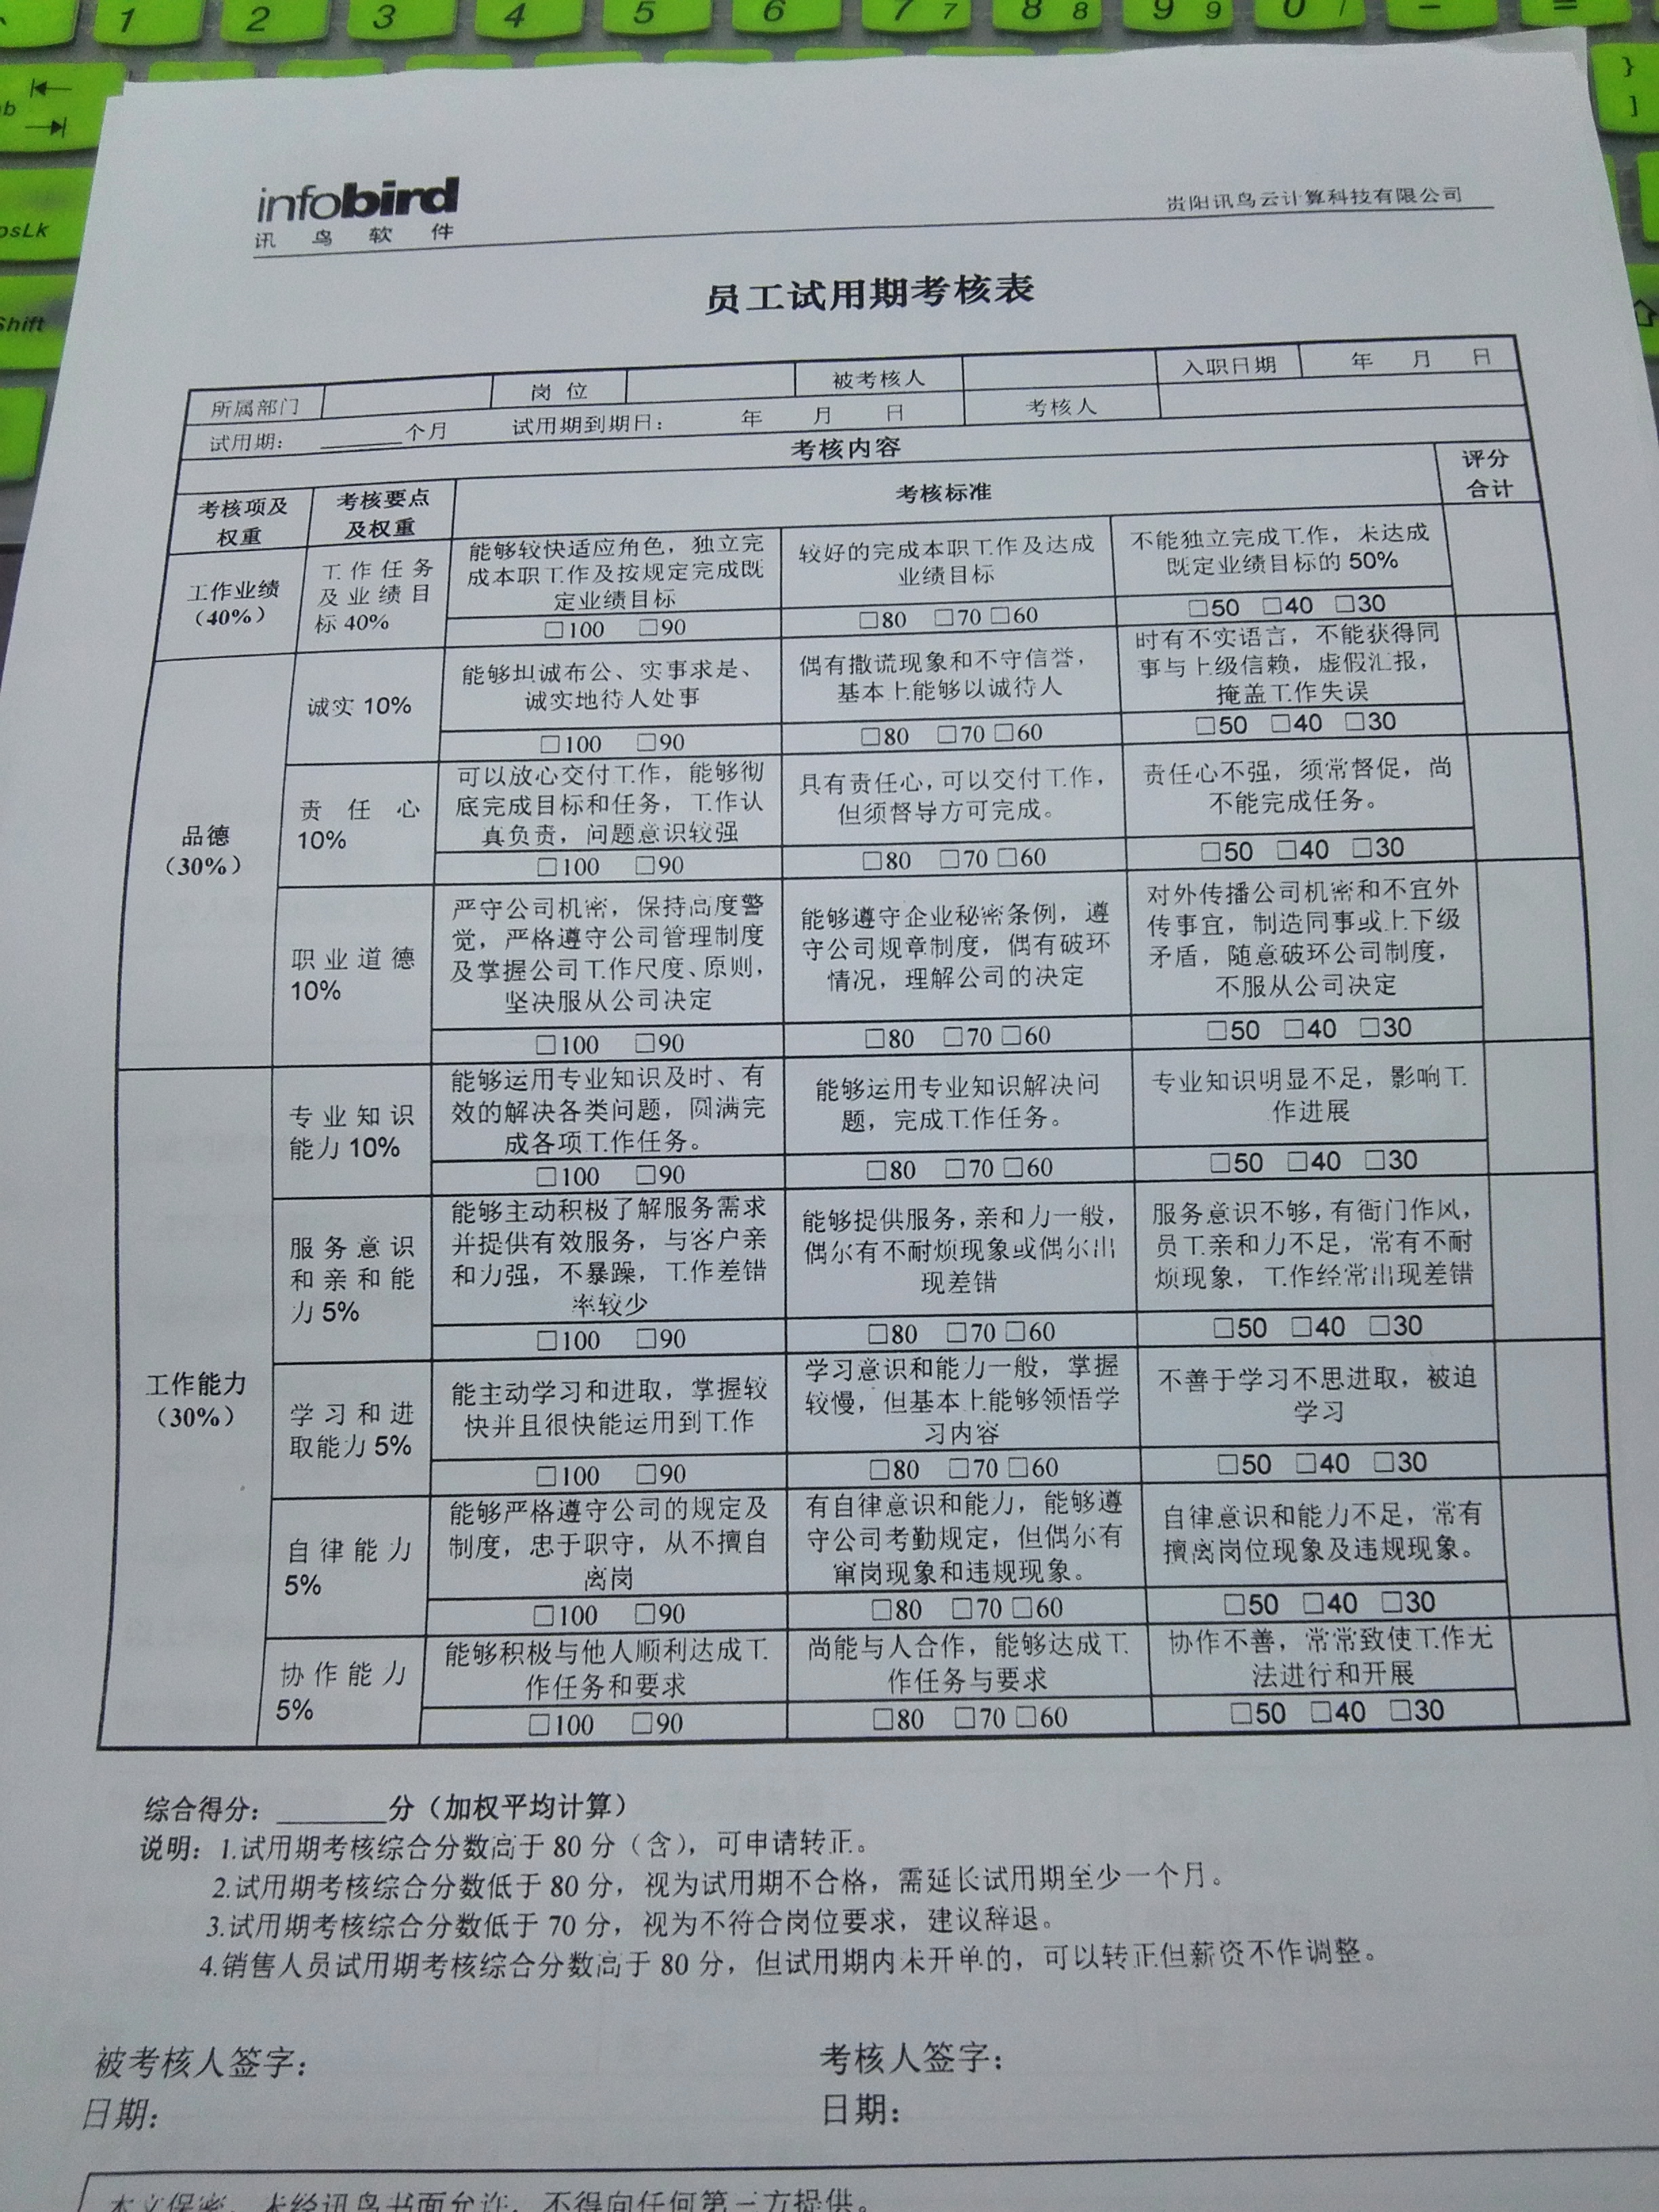 1 2 3 4 5 6 7 7 8 8 9 9 0 / - =
}
]
psLk
Shift
infobird
讯鸟软件
贵阳讯鸟云计算科技有限公司
员工试用期考核表
所属部门 岗位 被考核人 入职日期 年 月 日
试用期：______个月 试用期到期日： 年 月 日 考核人
考核内容
考核项及
权重
考核要点
及权重
考核标准
评分
合计
工作业绩
（40%）
工作任务
及业绩目
标 40%
能够较快适应角色，独立完
成本职工作及按规定完成既
定业绩目标
□100 □90
较好的完成本职工作及达成
业绩目标
□80 □70 □60
不能独立完成工作，未达成
既定业绩目标的 50%
□50 □40 □30
品德
（30%）
诚实 10%
能够坦诚布公、实事求是、
诚实地待人处事
□100 □90
偶有撒谎现象和不守信誉，
基本上能够以诚待人
□80 □70 □60
时有不实语言，不能获得同
事与上级信赖，虚假汇报，
掩盖工作失误
□50 □40 □30
责任心
10%
可以放心交付工作，能够彻
底完成目标和任务，工作认
真负责，问题意识较强
□100 □90
具有责任心，可以交付工作，
但须督导方可完成。
□80 □70 □60
责任心不强，须常督促，尚
不能完成任务。
□50 □40 □30
职业道德
10%
严守公司机密，保持高度警
觉，严格遵守公司管理制度
及掌握公司工作尺度、原则，
坚决服从公司决定
□100 □90
能够遵守企业秘密条例，遵
守公司规章制度，偶有破环
情况，理解公司的决定
□80 □70 □60
对外传播公司机密和不宜外
传事宜，制造同事或上下级
矛盾，随意破环公司制度，
不服从公司决定
□50 □40 □30
工作能力
（30%）
专业知识
能力 10%
能够运用专业知识及时、有
效的解决各类问题，圆满完
成各项工作任务。
□100 □90
能够运用专业知识解决问
题，完成工作任务。
□80 □70 □60
专业知识明显不足，影响工
作进展
□50 □40 □30
服务意识
和亲和能
力 5%
能够主动积极了解服务需求
并提供有效服务，与客户亲
和力强，不暴躁，工作差错
率较少
□100 □90
能够提供服务，亲和力一般，
偶尔有不耐烦现象或偶尔出
现差错
□80 □70 □60
服务意识不够，有衙门作风，
员工亲和力不足，常有不耐
烦现象，工作经常出现差错
□50 □40 □30
学习和进
取能力 5%
能主动学习和进取，掌握较
快并且很快能运用到工作
□100 □90
学习意识和能力一般，掌握
较慢，但基本上能够领悟学
习内容
□80 □70 □60
不善于学习不思进取，被迫
学习
□50 □40 □30
自律能力
5%
能够严格遵守公司的规定及
制度，忠于职守，从不擅自
离岗
□100 □90
有自律意识和能力，能够遵
守公司考勤规定，但偶尔有
窜岗现象和违规现象。
□80 □70 □60
自律意识和能力不足，常有
擅离岗位现象及违规现象。
□50 □40 □30
协作能力
5%
能够积极与他人顺利达成工
作任务和要求
□100 □90
尚能与人合作，能够达成工
作任务与要求
□80 □70 □60
协作不善，常常致使工作无
法进行和开展
□50 □40 □30
综合得分：________分（加权平均计算）
说明：1.试用期考核综合分数高于 80 分（含），可申请转正。
2.试用期考核综合分数低于 80 分，视为试用期不合格，需延长试用期至少一个月。
3.试用期考核综合分数低于 70 分，视为不符合岗位要求，建议辞退。
4.销售人员试用期考核综合分数高于 80 分，但试用期内未开单的，可以转正但薪资不作调整。
被考核人签字： 考核人签字：
日期： 日期：
本文保密，未经讯鸟书面允许，不得向任何第三方提供。